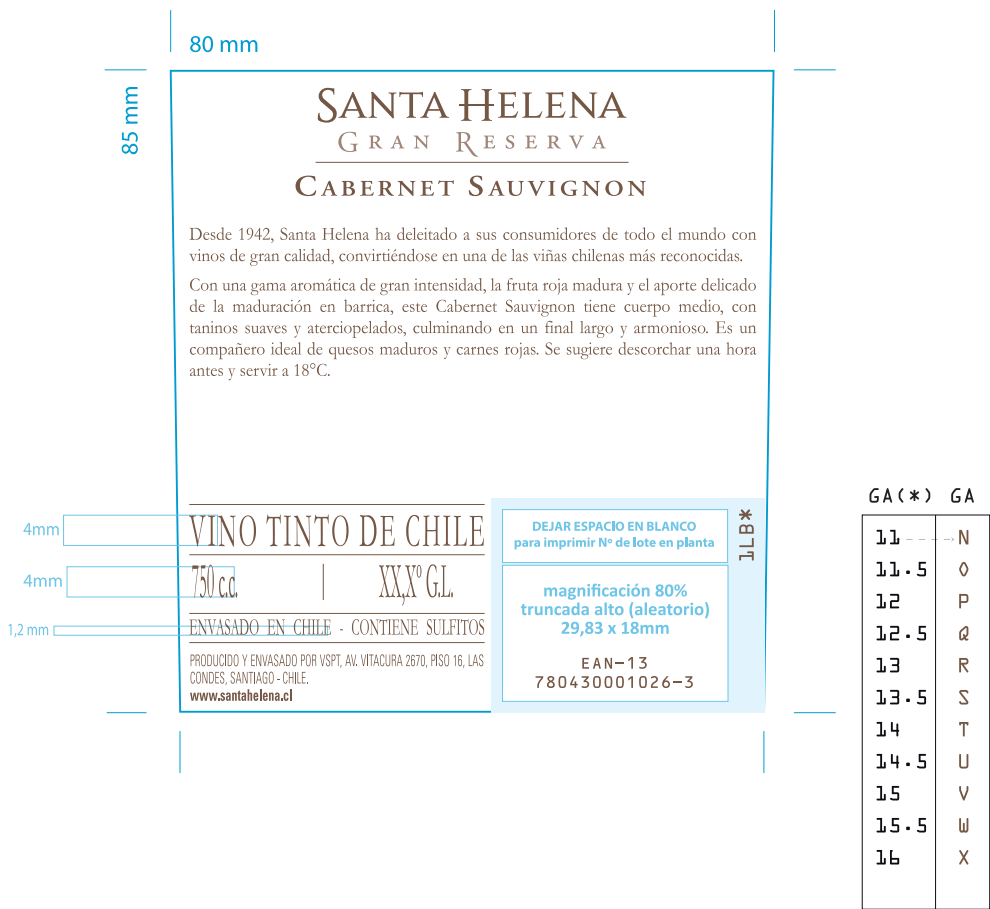 80 mm
85 mm
SANTA HELENA
GRAN RESERVA
CABERNET SAUVIGNON
Desde 1942, Santa Helena ha deleitado a sus consumidores de todo el mundo con
vinos de gran calidad, convirtiéndose en una de las viñas chilenas más reconocidas.
Con una gama aromática de gran intensidad, la fruta roja madura y el aporte delicado
de la maduración en barrica, este Cabernet Sauvignon tiene cuerpo medio, con
taninos suaves y aterciopelados, culminando en un final largo y armonioso. Es un
compañero ideal de quesos maduros y carnes rojas. Se sugiere descorchar una hora
antes y servir a 18°C.
4mm
VINO TINTO DE CHILE
4mm
750 c.c. | XX,Xº G.L.
1,2 mm
ENVASADO EN CHILE - CONTIENE SULFITOS
PRODUCIDO Y ENVASADO POR VSPT, AV. VITACURA 2670, PISO 16, LAS
CONDES, SANTIAGO - CHILE.
www.santahelena.cl
DEJAR ESPACIO EN BLANCO
para imprimir Nº de lote en planta
1LB*
magnificación 80%
truncada alto (aleatorio)
29,83 x 18mm
EAN-13
780430001026-3
GA(*) GA
11 N
11.5 O
12 P
12.5 Q
13 R
13.5 S
14 T
14.5 U
15 V
15.5 W
16 X